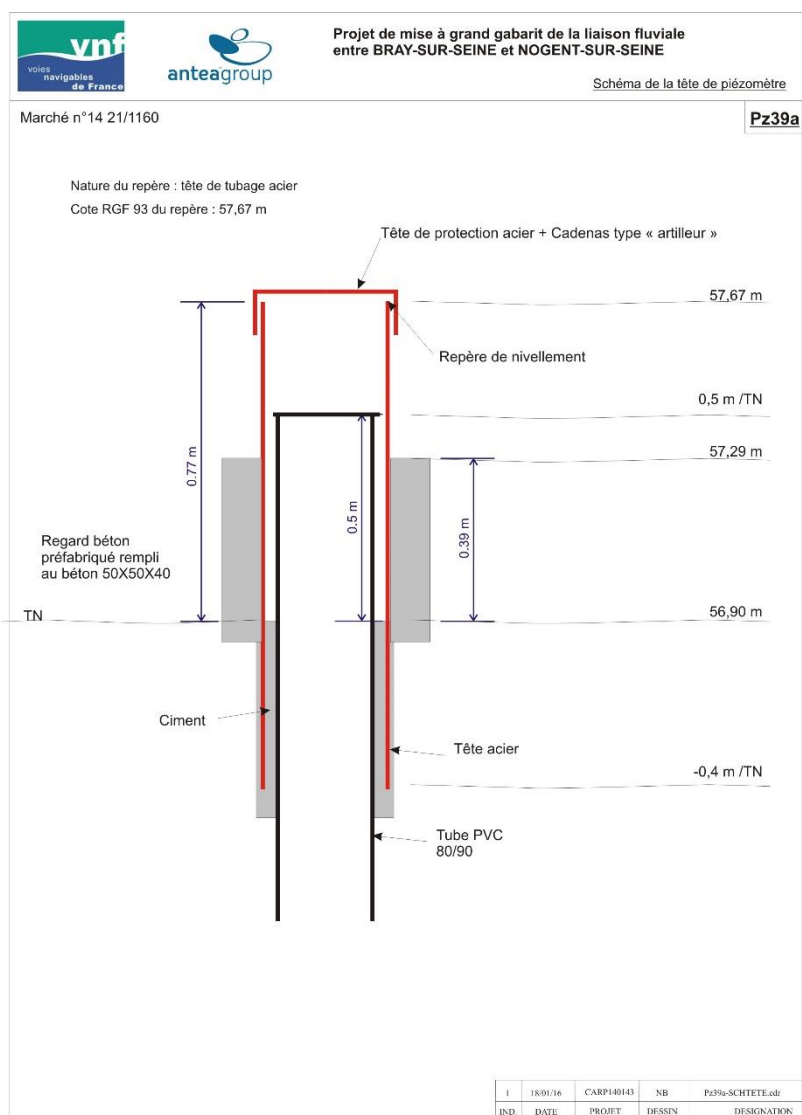 vnf
voies
navigables
de France
anteagroup
Projet de mise à grand gabarit de la liaison fluviale
entre BRAY-SUR-SEINE et NOGENT-SUR-SEINE
Schéma de la tête de piézomètre
Marché n°14 21/1160
Pz39a
Nature du repère : tête de tubage acier
Cote RGF 93 du repère : 57,67 m
Tête de protection acier + Cadenas type « artilleur »
57,67 m
Repère de nivellement
0,5 m /TN
57,29 m
0.77 m
0.5 m
0.39 m
Regard béton
préfabriqué rempli
au béton 50X50X40
TN
56,90 m
Ciment
Tête acier
-0,4 m /TN
Tube PVC
80/90
1 18/01/16 CARP140143 NB Pz39a-SCHTETE.cdr
IND. DATE PROJET DESSIN DESIGNATION